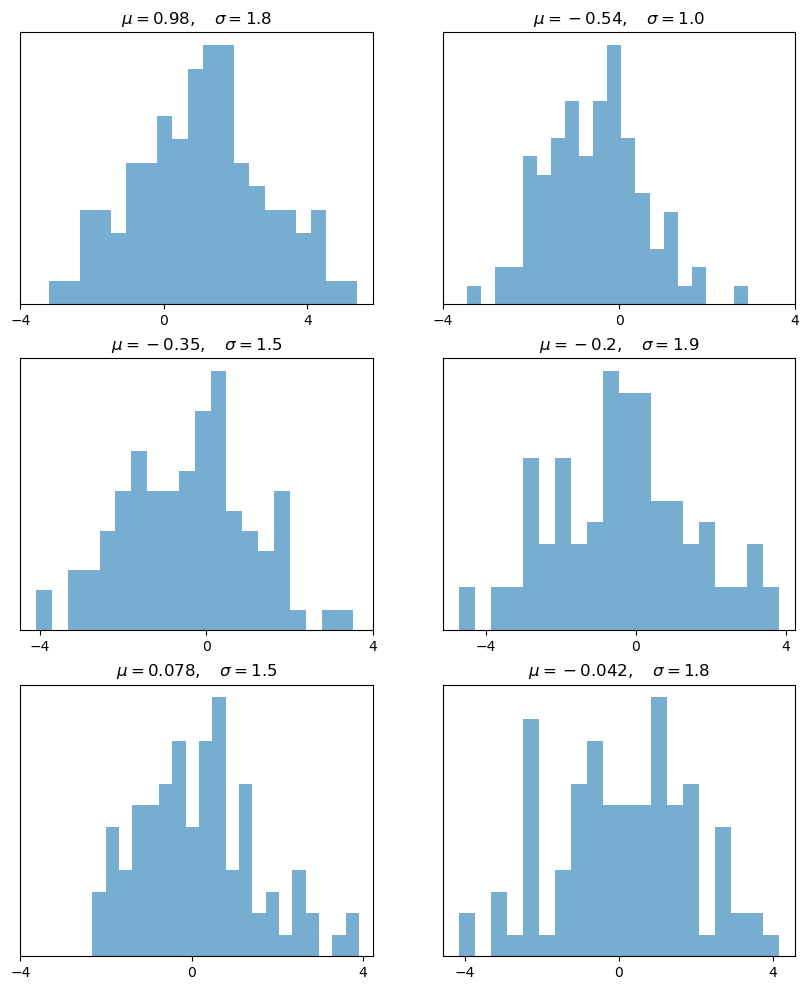 μ = 0.98, σ = 1.8
μ = −0.54, σ = 1.0
−4 0 4
−4 0 4
μ = −0.35, σ = 1.5
μ = −0.2, σ = 1.9
−4 0 4
−4 0 4
μ = 0.078, σ = 1.5
μ = −0.042, σ = 1.8
−4 0 4
−4 0 4